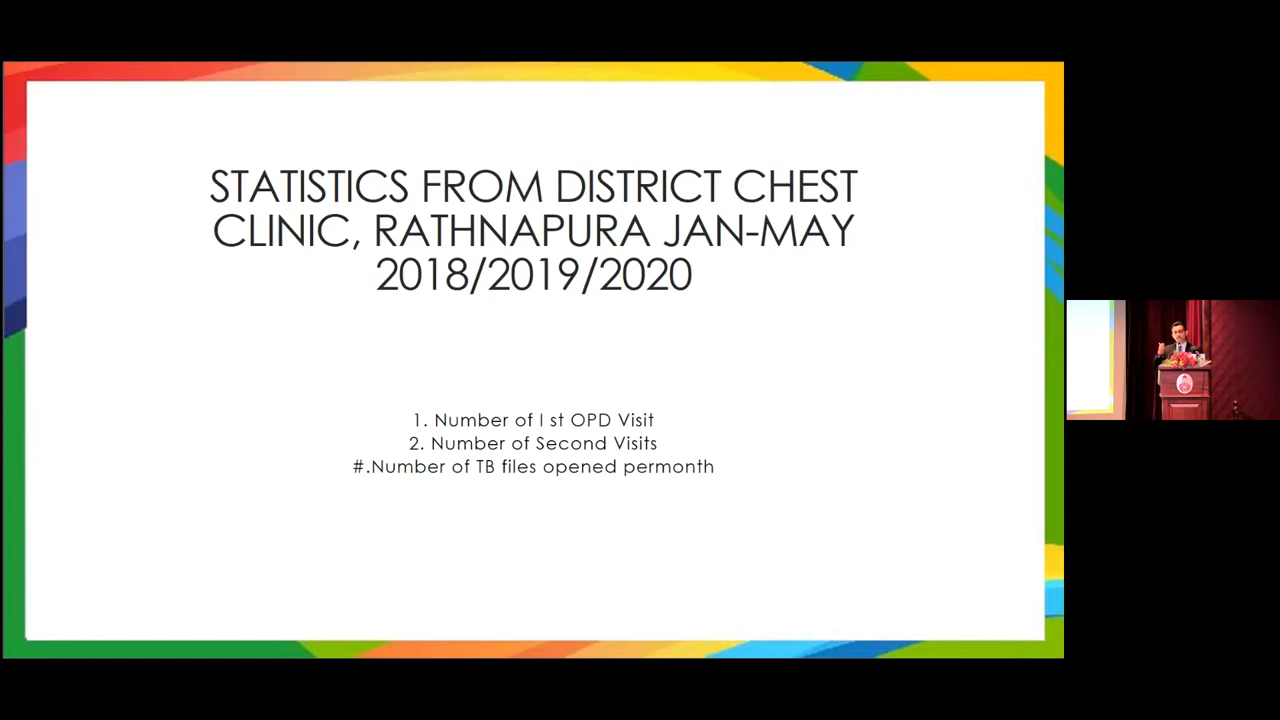 STATISTICS FROM DISTRICT CHEST
CLINIC, RATHNAPURA JAN-MAY
2018/2019/2020
1. Number of I st OPD Visit
2. Number of Second Visits
#.Number of TB files opened permonth